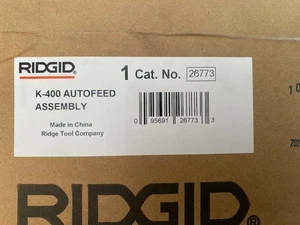 RIDGID 1 Cat. No. 26773
K-400 AUTOFEED
ASSEMBLY
Made in China
Ridge Tool Company
0 95691 26773 3
RIDGID